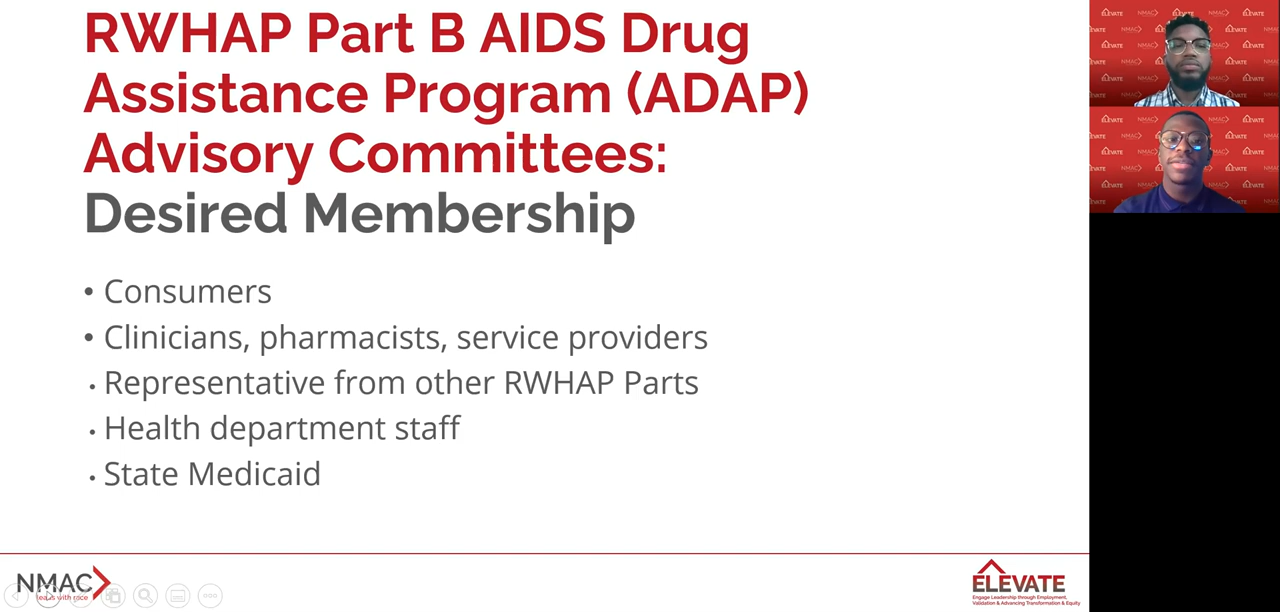 RWHAP Part B AIDS Drug
Assistance Program (ADAP)
Advisory Committees:
Desired Membership
• Consumers
• Clinicians, pharmacists, service providers
• Representative from other RWHAP Parts
• Health department staff
• State Medicaid
NMAC
leads with race
ELEVATE
Engage Leadership through Employment,
Validation & Advancing Transformation & Equity